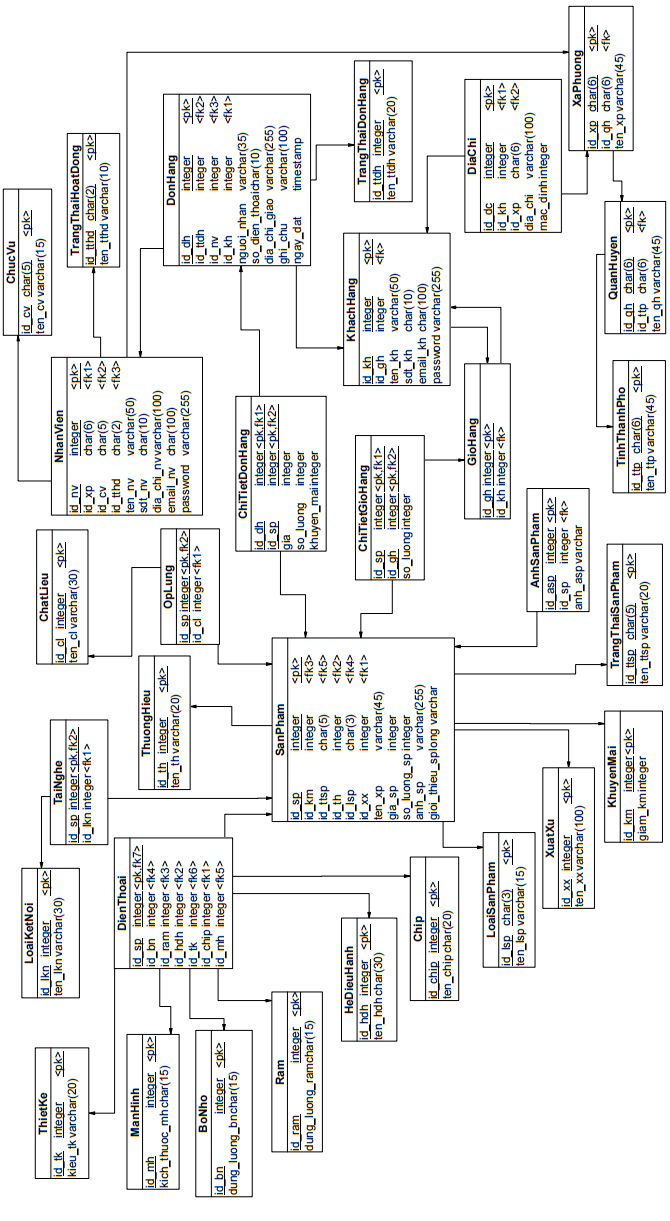 ChucVu
id_cv char(5) <pk>
ten_cv varchar(15)
TrangThaiHoatDong
id_tthd char(2) <pk>
ten_tthd varchar(10)
NhanVien
id_nv integer <pk>
id_xp char(6) <fk1>
id_cv char(5) <fk2>
id_tthd char(2) <fk3>
ten_nv varchar(50)
sdt_nv char(10)
dia_chi_nv varchar(100)
email_nv char(100)
password varchar(255)
DonHang
id_dh integer <pk>
id_ttdh integer <fk2>
id_nv integer <fk3>
id_kh integer <fk1>
nguoi_nhan varchar(35)
so_dien_thoai char(10)
dia_chi_giao varchar(255)
ghi_chu varchar(100)
ngay_dat timestamp
TrangThaiDonHang
id_ttdh integer <pk>
ten_ttdh varchar(20)
DiaChi
id_dc integer <pk>
id_kh integer <fk1>
id_xp char(6) <fk2>
dia_chi varchar(100)
mac_dinh integer
XaPhuong
id_xp char(6) <pk>
id_qh char(6) <fk>
ten_xp varchar(45)
QuanHuyen
id_qh char(6) <pk>
id_ttp char(6) <fk>
ten_qh varchar(45)
TinhThanhPho
id_ttp char(6) <pk>
ten_ttp varchar(45)
KhachHang
id_kh integer <pk>
id_gh integer <fk>
ten_kh varchar(50)
sdt_kh char(10)
email_kh char(100)
password varchar(255)
GioHang
id_gh integer <pk>
id_kh integer <fk>
ChiTietDonHang
id_dh integer <pk,fk1>
id_sp integer <pk,fk2>
gia integer
so_luong integer
khuyen_mai integer
ChiTietGioHang
id_sp integer <pk,fk1>
id_gh integer <pk,fk2>
so_luong integer
AnhSanPham
id_asp integer <pk>
id_sp integer <fk>
anh_asp varchar
ChatLieu
id_cl integer <pk>
ten_cl varchar(30)
OpLung
id_sp integer <pk,fk2>
id_cl integer <fk1>
ThuongHieu
id_th integer <pk>
ten_th varchar(20)
SanPham
id_sp integer <pk>
id_km integer <fk3>
id_ttsp char(5) <fk5>
id_th integer <fk2>
id_lsp char(3) <fk4>
id_xx integer <fk1>
ten_xp varchar(45)
gia_sp integer
so_luong_sp integer
anh_sp varchar(255)
gioi_thieu_sp long varchar
TrangThaiSanPham
id_ttsp char(5) <pk>
ten_ttsp varchar(20)
KhuyenMai
id_km integer <pk>
giam_km integer
XuatXu
id_xx integer <pk>
ten_xx varchar(100)
LoaiSanPham
id_lsp char(3) <pk>
ten_lsp varchar(15)
TaiNghe
id_sp integer <pk,fk2>
id_lkn integer <fk1>
LoaiKetNoi
id_lkn integer <pk>
ten_lkn varchar(30)
DienThoai
id_sp integer <pk,fk7>
id_bn integer <fk4>
id_ram integer <fk3>
id_hdh integer <fk2>
id_tk integer <fk6>
id_chip integer <fk1>
id_mh integer <fk5>
Chip
id_chip integer <pk>
ten_chip char(20)
HeDieuHanh
id_hdh integer <pk>
ten_hdh char(30)
Ram
id_ram integer <pk>
dung_luong_ram char(15)
BoNho
id_bn integer <pk>
dung_luong_bn char(15)
ManHinh
id_mh integer <pk>
kich_thuoc_mh char(15)
ThietKe
id_tk integer <pk>
kieu_tk varchar(20)